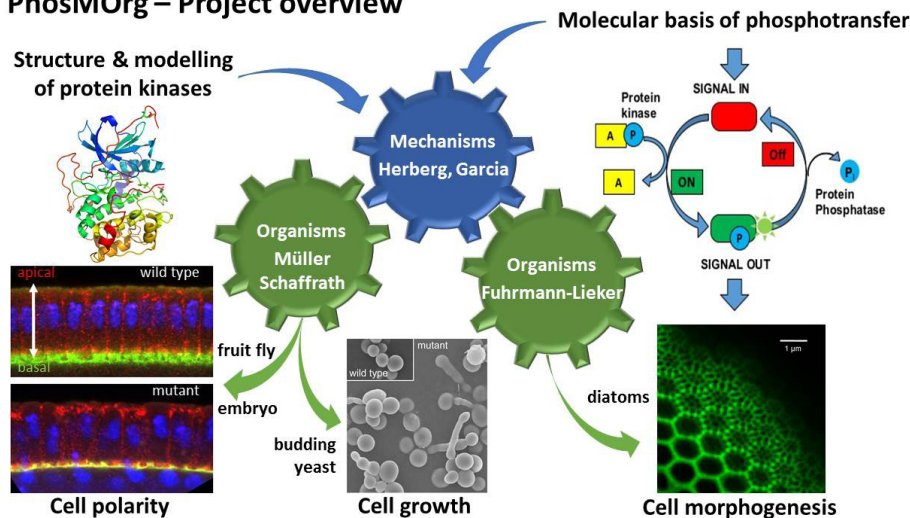 PhosMOrg – Project overview
Molecular basis of phosphotransfer
Structure & modelling
of protein kinases
Mechanisms
Herberg, Garcia
Organisms
Müller
Schaffrath
Organisms
Fuhrmann-Lieker
SIGNAL IN
Protein
kinase
A P
A
ON
Off
Pi
Protein
Phosphatase
P
SIGNAL OUT
apical
wild type
basal
mutant
fruit fly
embryo
budding
yeast
wild type
mutant
diatoms
1 µm
Cell polarity
Cell growth
Cell morphogenesis